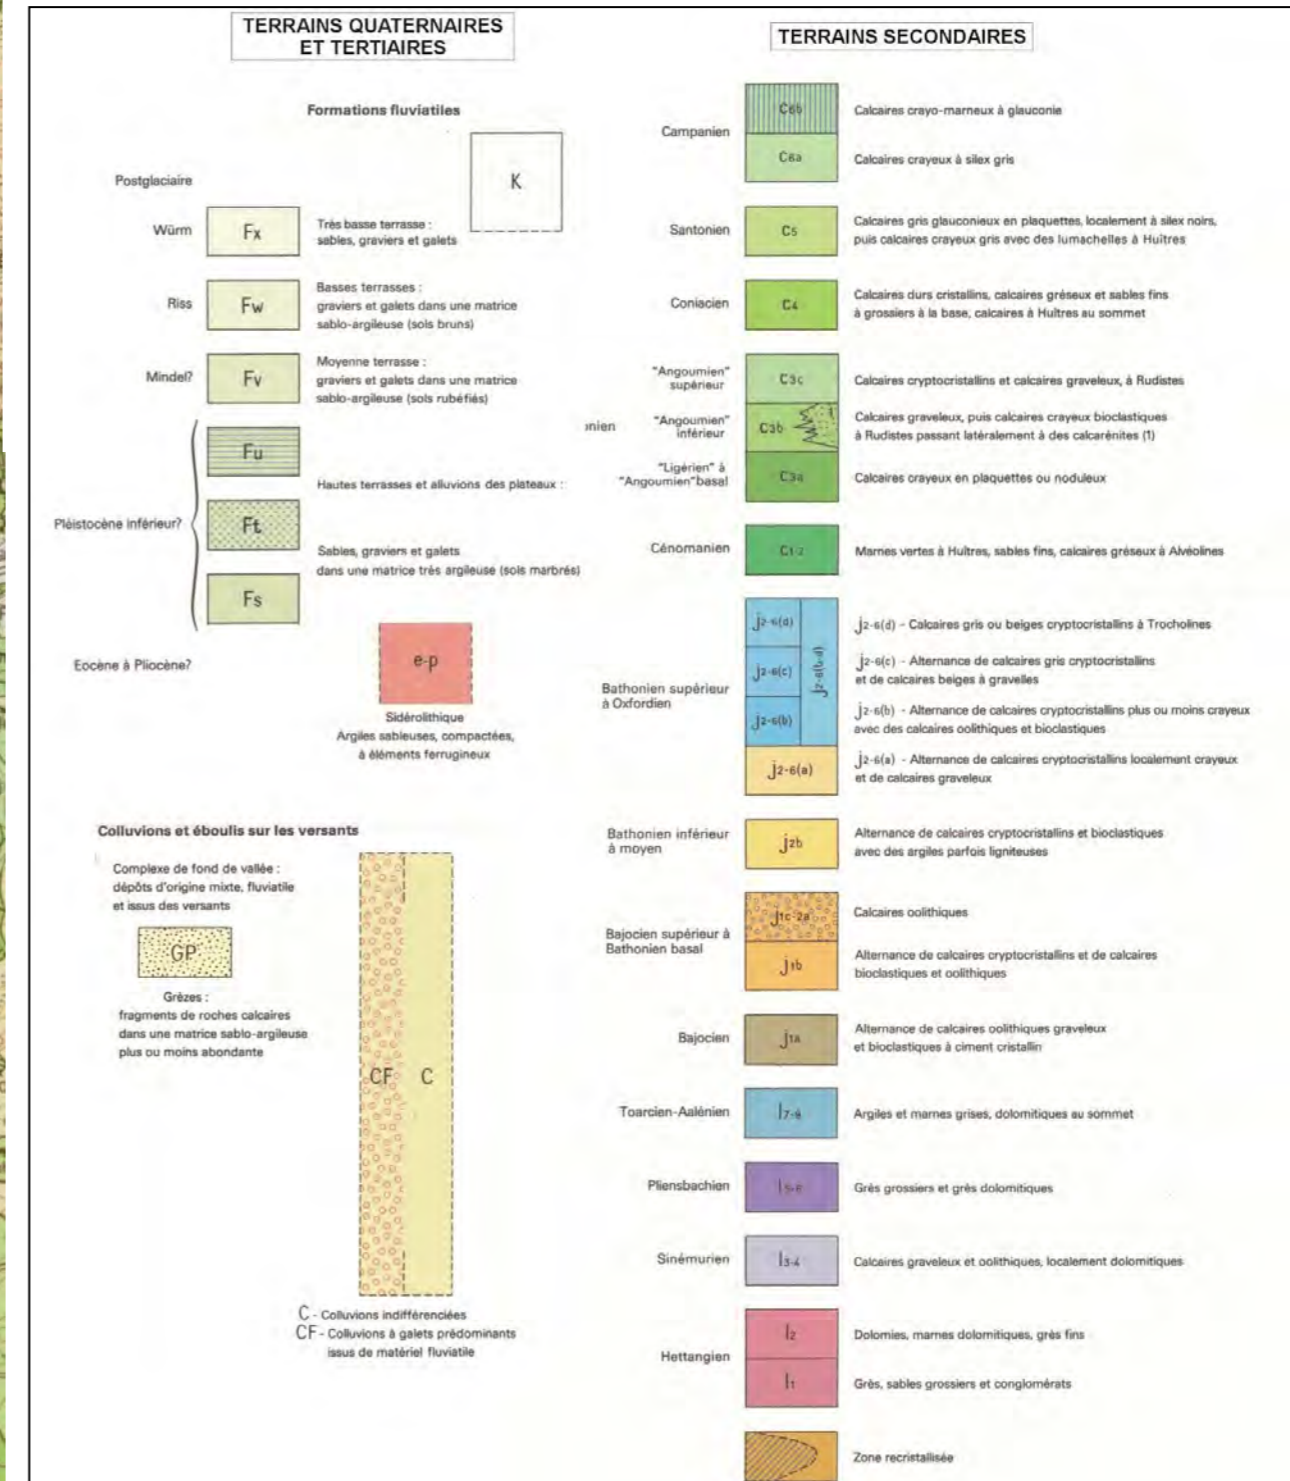 TERRAINS QUATERNAIRES
ET TERTIAIRES
Formations fluviatiles
K
Postglaciaire
Würm
Fx
Très basse terrasse :
sables, graviers et galets
Riss
Fw
Basses terrasses :
graviers et galets dans une matrice
sablo-argileuse (sols bruns)
Mindel?
Fv
Moyenne terrasse :
graviers et galets dans une matrice
sablo-argileuse (sols rubéfiés)
Fu
Hautes terrasses et alluvions des plateaux :
Pléistocène inférieur?
Ft
Sables, graviers et galets
dans une matrice très argileuse (sols marbrés)
Fs
Eocène à Pliocène?
e-p
Sidérolithique
Argiles sableuses, compactées,
à éléments ferrugineux
Colluvions et éboulis sur les versants
Complexe de fond de vallée :
dépôts d'origine mixte, fluviatile
et issus des versants
GP
Grèzes :
fragments de roches calcaires
dans une matrice sablo-argileuse
plus ou moins abondante
CF C
C - Colluvions indifférenciées
CF - Colluvions à galets prédominants
issus de matériel fluviatile
TERRAINS SECONDAIRES
Campanien
C6b
Calcaires crayo-marneux à glauconie
C6a
Calcaires crayeux à silex gris
Santonien
C5
Calcaires gris glauconieux en plaquettes, localement à silex noirs,
puis calcaires crayeux gris avec des lumachelles à Huîtres
Coniacien
C4
Calcaires durs cristallins, calcaires gréseux et sables fins
à grossiers à la base, calcaires à Huîtres au sommet
"Angoumien"
supérieur
C3c
Calcaires cryptocristallins et calcaires graveleux, à Rudistes
nien
"Angoumien"
inférieur
C3b
Calcaires graveleux, puis calcaires crayeux bioclastiques
à Rudistes passant latéralement à des calcarénites (1)
"Ligérien" à
"Angoumien"basal
C3a
Calcaires crayeux en plaquettes ou noduleux
Cénomanien
C1-2
Marnes vertes à Huîtres, sables fins, calcaires gréseux à Alvéolines
Bathonien supérieur
à Oxfordien
j2-6(d)
j2-6(c)
j2-6(b)
j2-6(b-d)
j2-6(a)
j2-6(d) - Calcaires gris ou beiges cryptocristallins à Trocholines
j2-6(c) - Alternance de calcaires gris cryptocristallins
et de calcaires beiges à gravelles
j2-6(b) - Alternance de calcaires cryptocristallins plus ou moins crayeux
avec des calcaires oolithiques et bioclastiques
j2-6(a) - Alternance de calcaires cryptocristallins localement crayeux
et de calcaires graveleux
Bathonien inférieur
à moyen
j2b
Alternance de calcaires cryptocristallins et bioclastiques
avec des argiles parfois ligniteuses
Bajocien supérieur à
Bathonien basal
j1c-2a
Calcaires oolithiques
j1b
Alternance de calcaires cryptocristallins et de calcaires
bioclastiques et oolithiques
Bajocien
j1a
Alternance de calcaires oolithiques graveleux
et bioclastiques à ciment cristallin
Toarcien-Aalénien
Argiles et marnes grises, dolomitiques au sommet
Pliensbachien
l5-6
Grès grossiers et grès dolomitiques
Sinémurien
l3-4
Calcaires graveleux et oolithiques, localement dolomitiques
Hettangien
l2
Dolomies, marnes dolomitiques, grès fins
l1
Grès, sables grossiers et conglomérats
Zone recristallisée